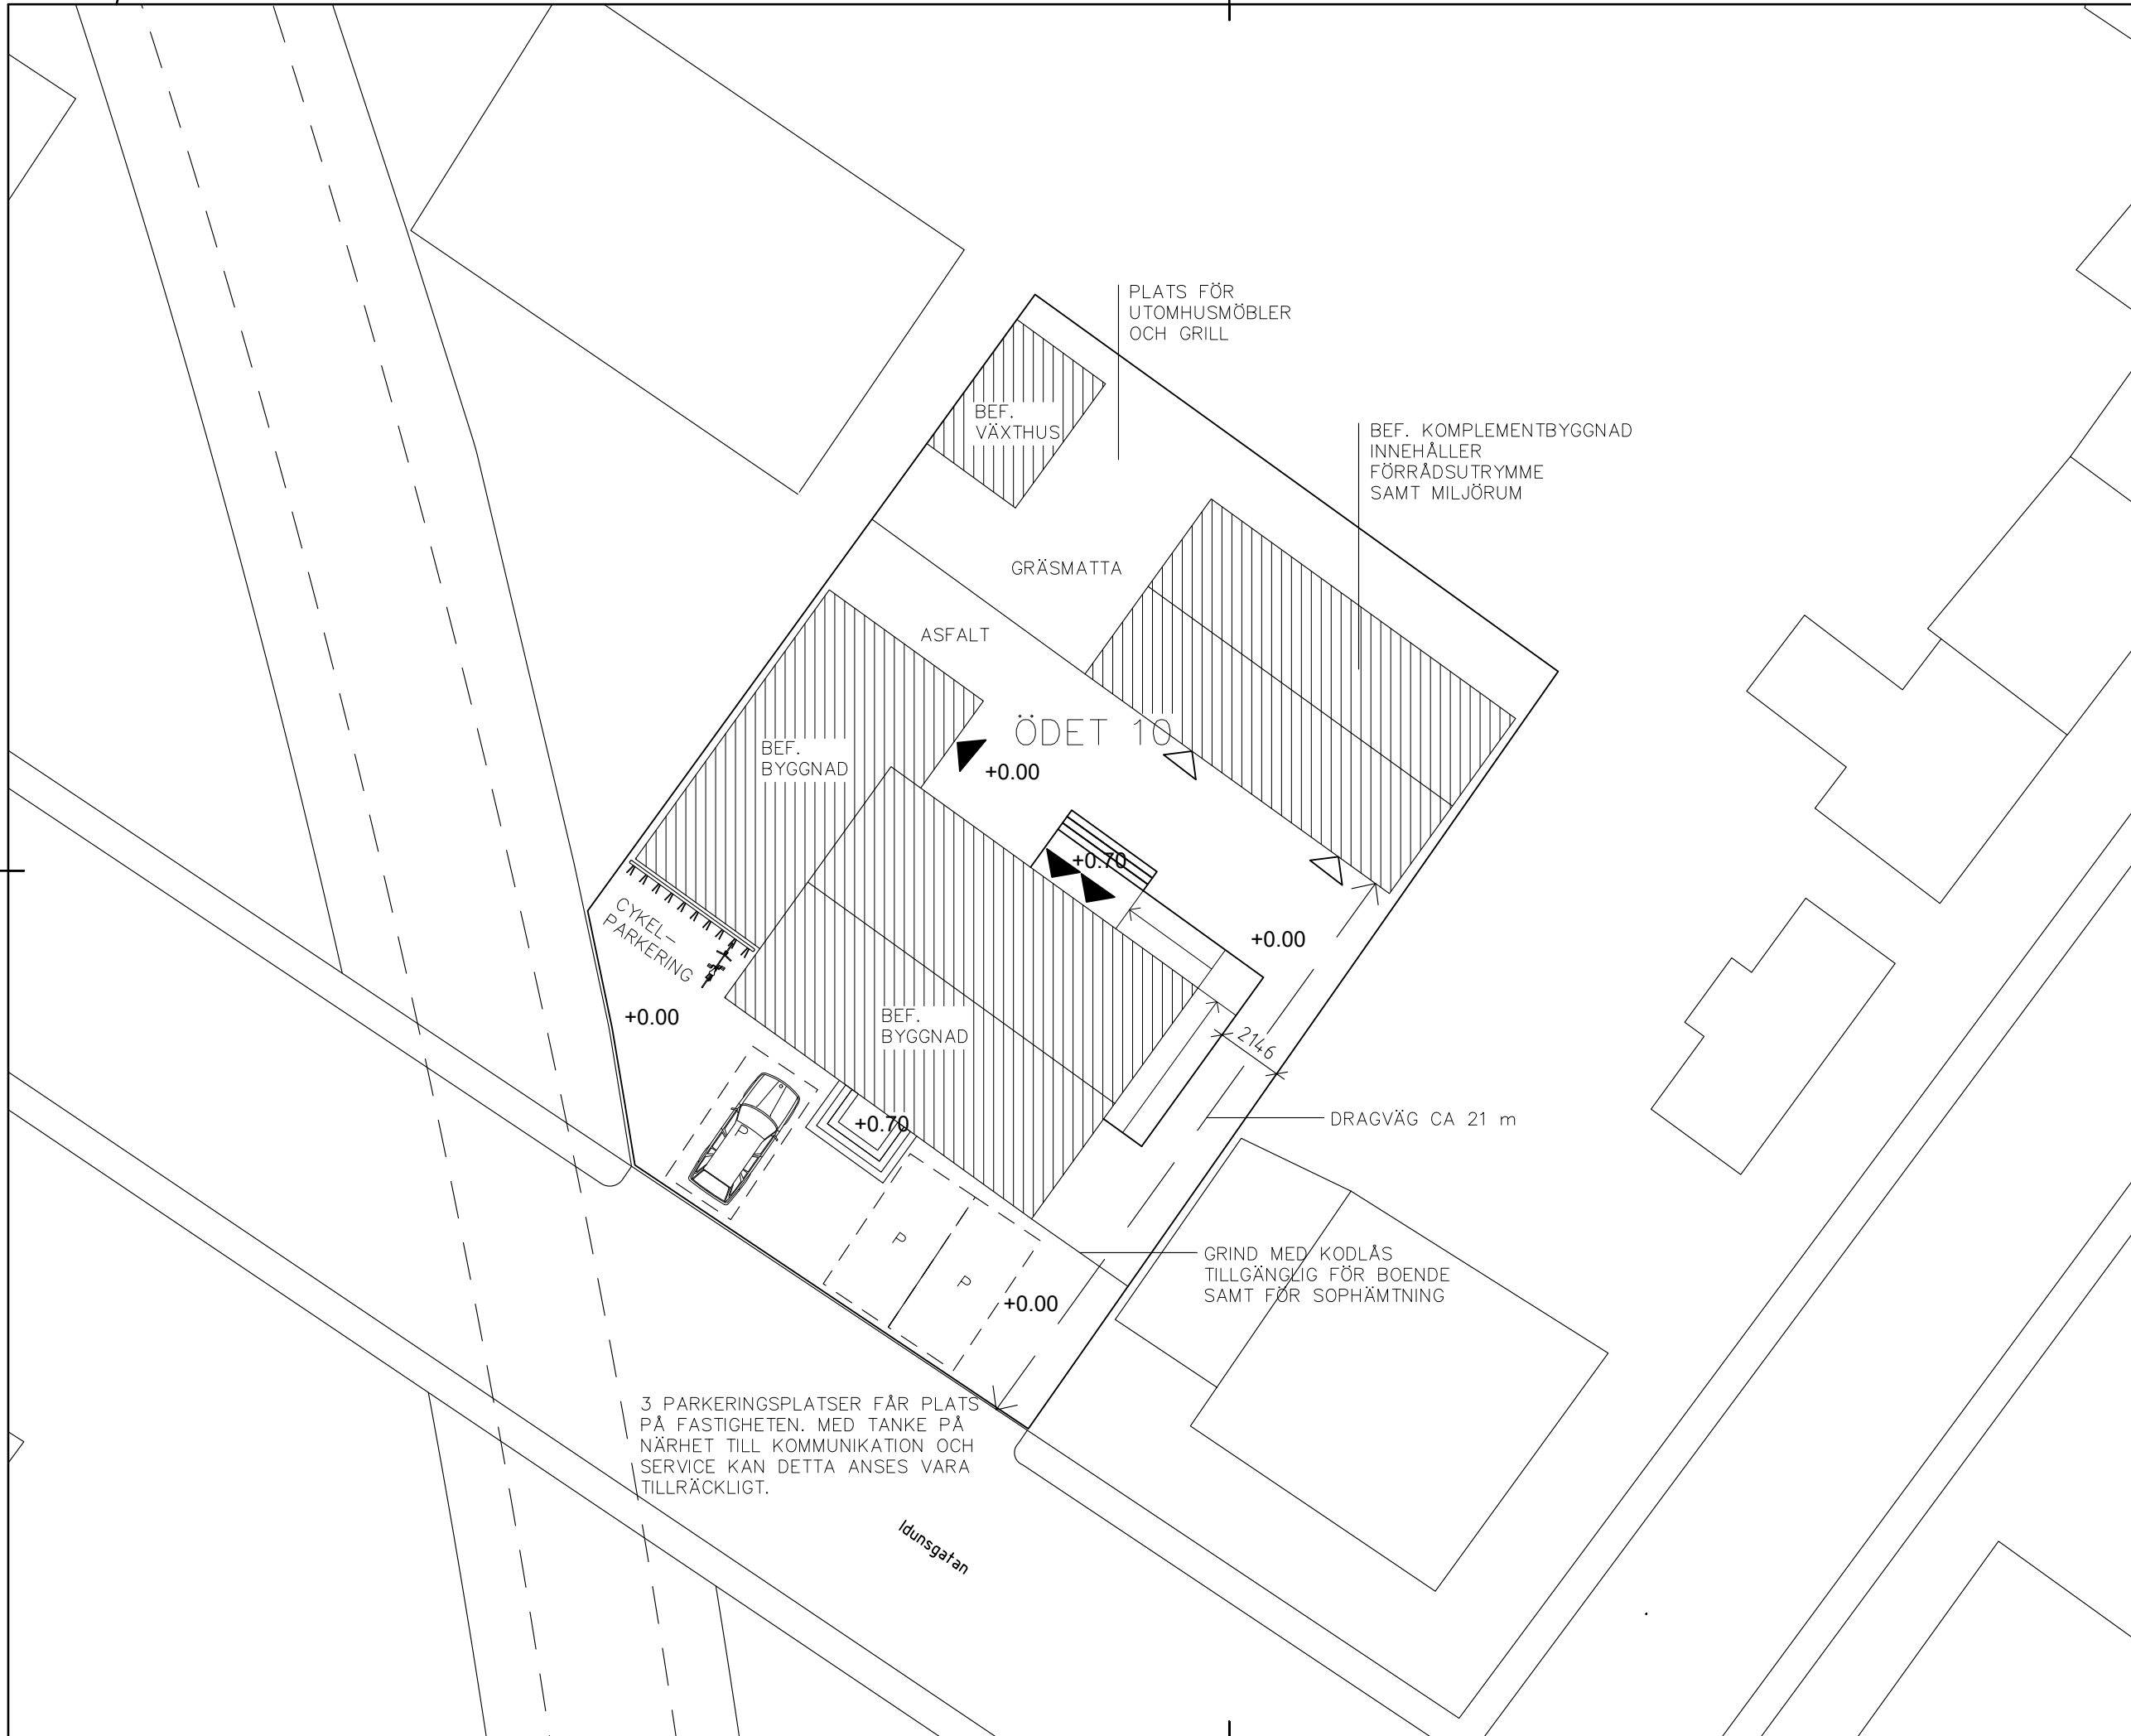 PLATS FÖR
UTOMHUSMÖBLER
OCH GRILL
BEF.
VÄXTHUS
BEF. KOMPLEMENTBYGGNAD
INNEHÅLLER
FÖRRÅDSUTRYMME
SAMT MILJÖRUM
GRÄSMATTA
ASFALT
ÖDET 10
+0.00
BEF.
BYGGNAD
+0.70
CYKEL-
PARKERING
+0.00
+0.00
BEF.
BYGGNAD
2146
+0.70
P
DRAGVÄG CA 21 m
P
P
+0.00
GRIND MED KODLÅS
TILLGÄNGLIG FÖR BOENDE
SAMT FÖR SOPHÄMTNING
3 PARKERINGSPLATSER FÅR PLATS
PÅ FASTIGHETEN. MED TANKE PÅ
NÄRHET TILL KOMMUNIKATION OCH
SERVICE KAN DETTA ANSES VARA
TILLRÄCKLIGT.
Idunsgatan